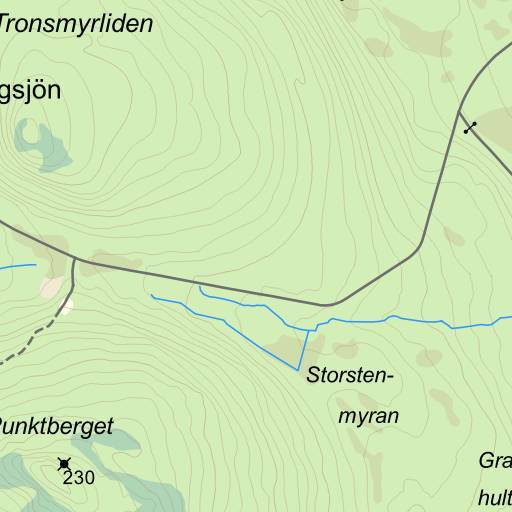 Tronsmyrliden
gsjön
Storsten-
myran
Punktberget
230
Gra
hult